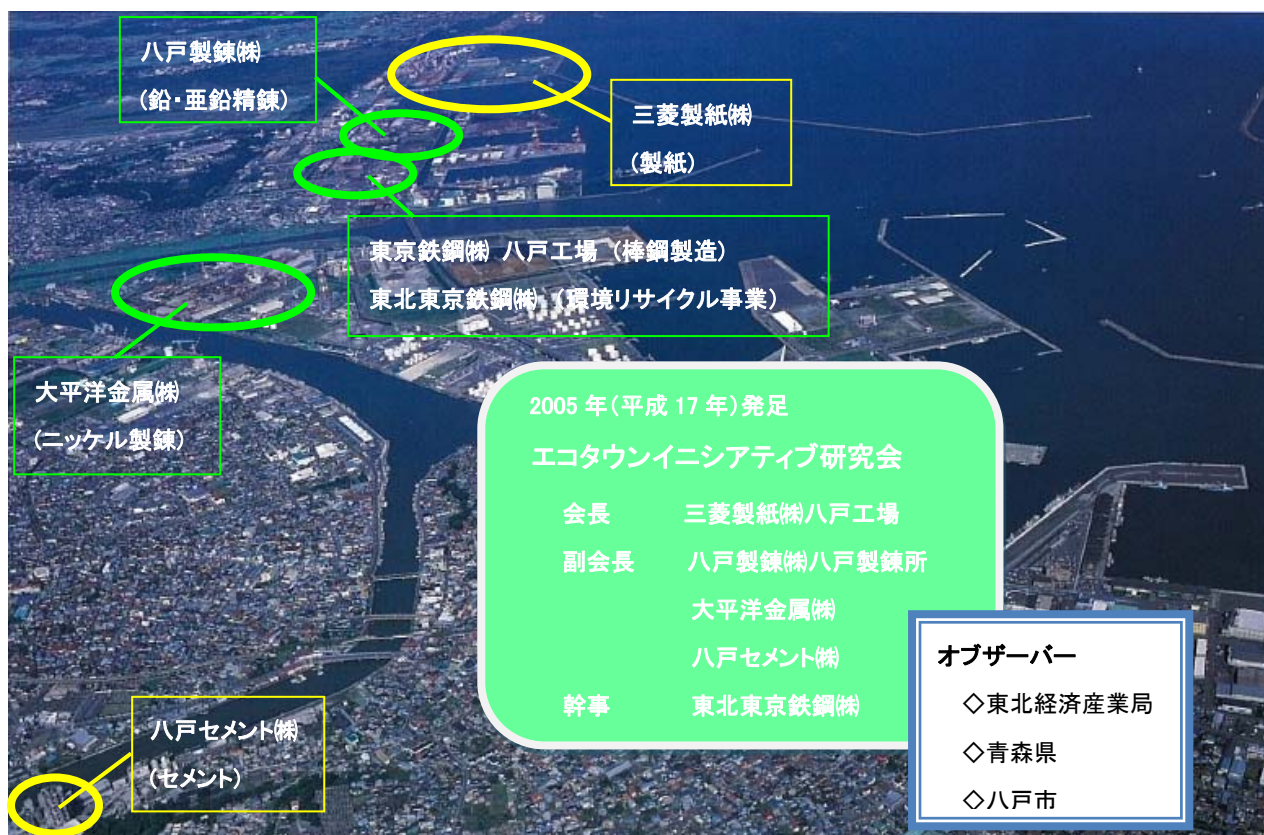 八戸製錬㈱
(鉛・亜鉛精錬)
三菱製紙㈱
(製紙)
東京鉄鋼㈱ 八戸工場 (棒鋼製造)
東北東京鉄鋼㈱ (環境リサイクル事業)
大平洋金属㈱
(ニッケル製錬)
2005 年(平成 17 年)発足
エコタウンイニシアティブ研究会
会長 三菱製紙㈱八戸工場
副会長 八戸製錬㈱八戸製錬所
大平洋金属㈱
八戸セメント㈱
幹事 東北東京鉄鋼㈱
オブザーバー
◇東北経済産業局
◇青森県
◇八戸市
八戸セメント㈱
(セメント)